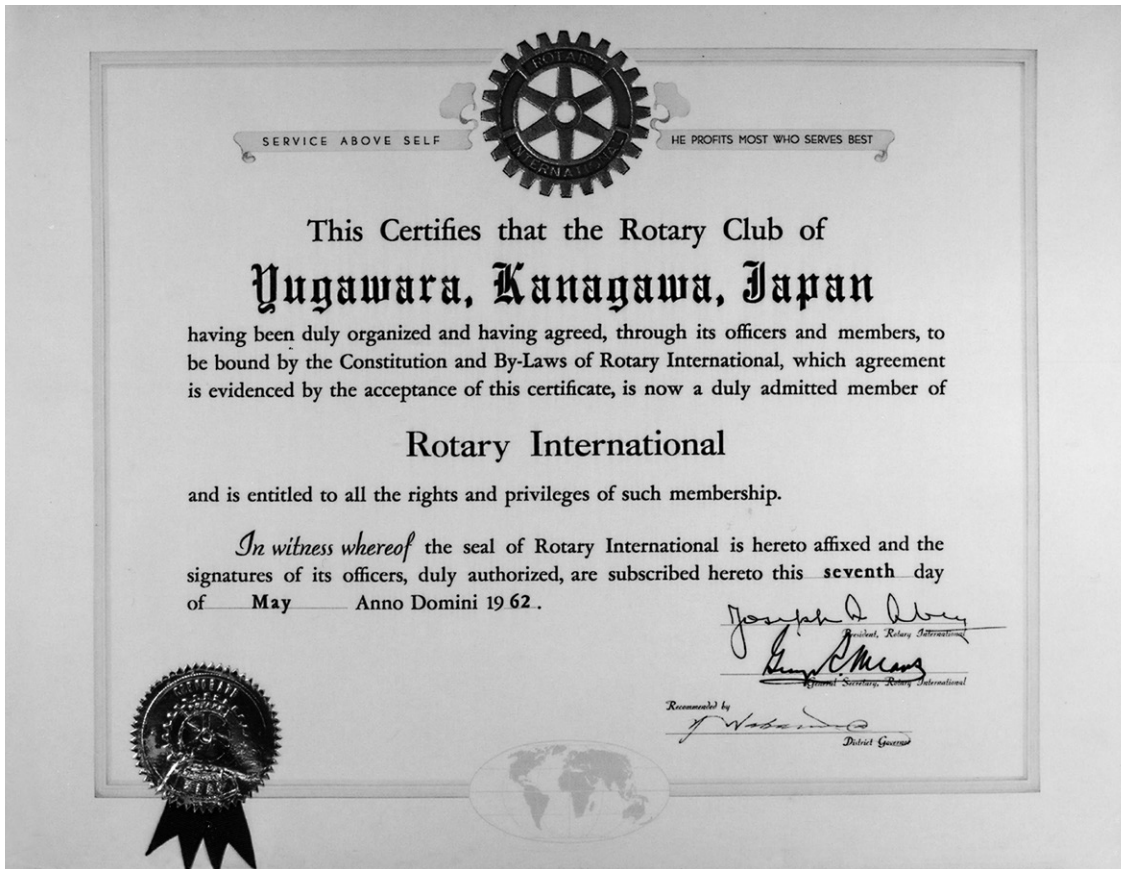 ROTARY
INTERNATIONAL
SERVICE ABOVE SELF
HE PROFITS MOST WHO SERVES BEST
This Certifies that the Rotary Club of
Yugawara, Kanagawa, Japan
having been duly organized and having agreed, through its officers and members, to
be bound by the Constitution and By-Laws of Rotary International, which agreement
is evidenced by the acceptance of this certificate, is now a duly admitted member of
Rotary International
and is entitled to all the rights and privileges of such membership.
In witness whereof the seal of Rotary International is hereto affixed and the
signatures of its officers, duly authorized, are subscribed hereto this seventh day
of May Anno Domini 1962.
Joseph A Abey
President, Rotary International
General Secretary, Rotary International
Recommended by
District Governor